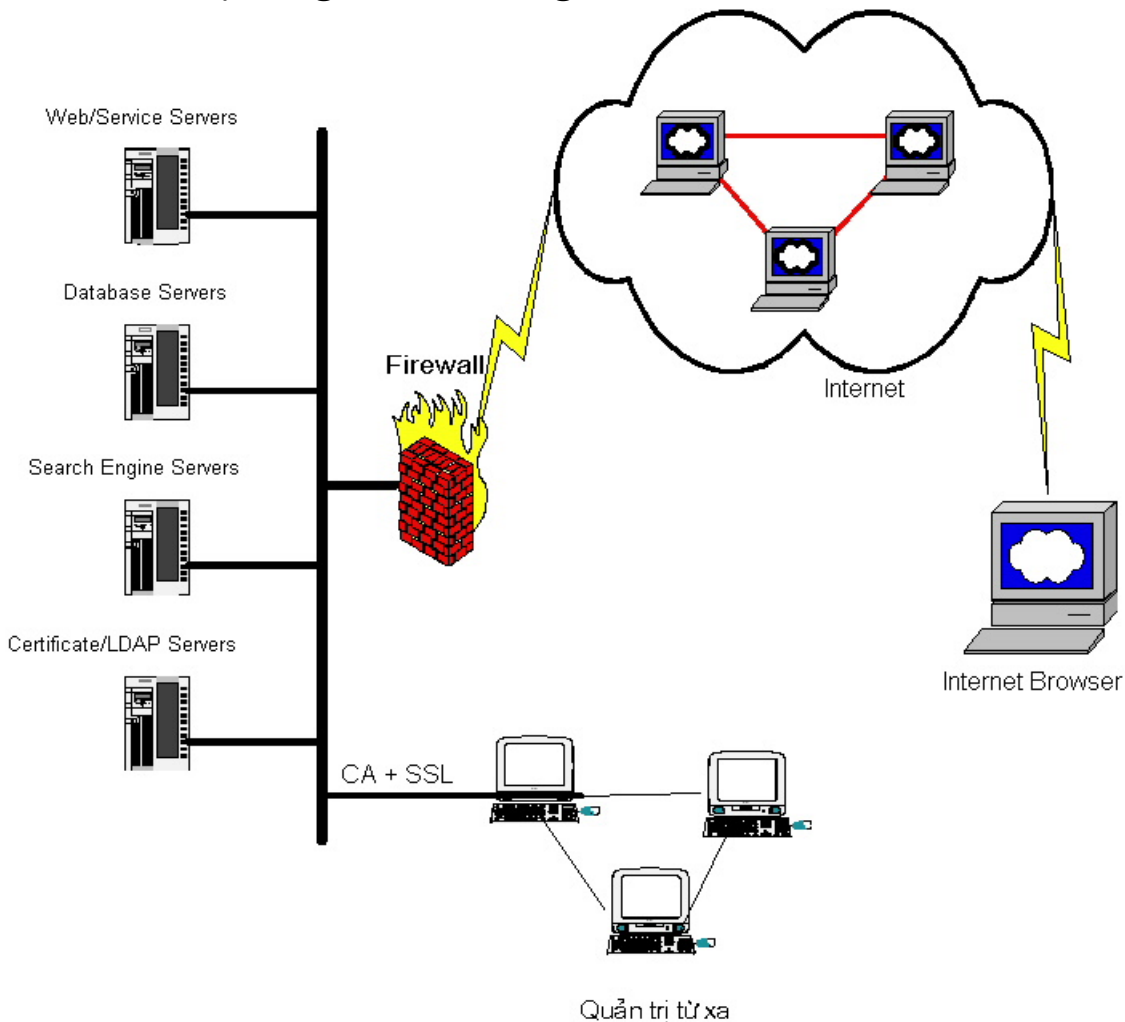 Web/Service Servers
Database Servers
Firewall
Internet
Search Engine Servers
Certificate/LDAP Servers
Internet Browser
CA + SSL
Quản trị từ xa